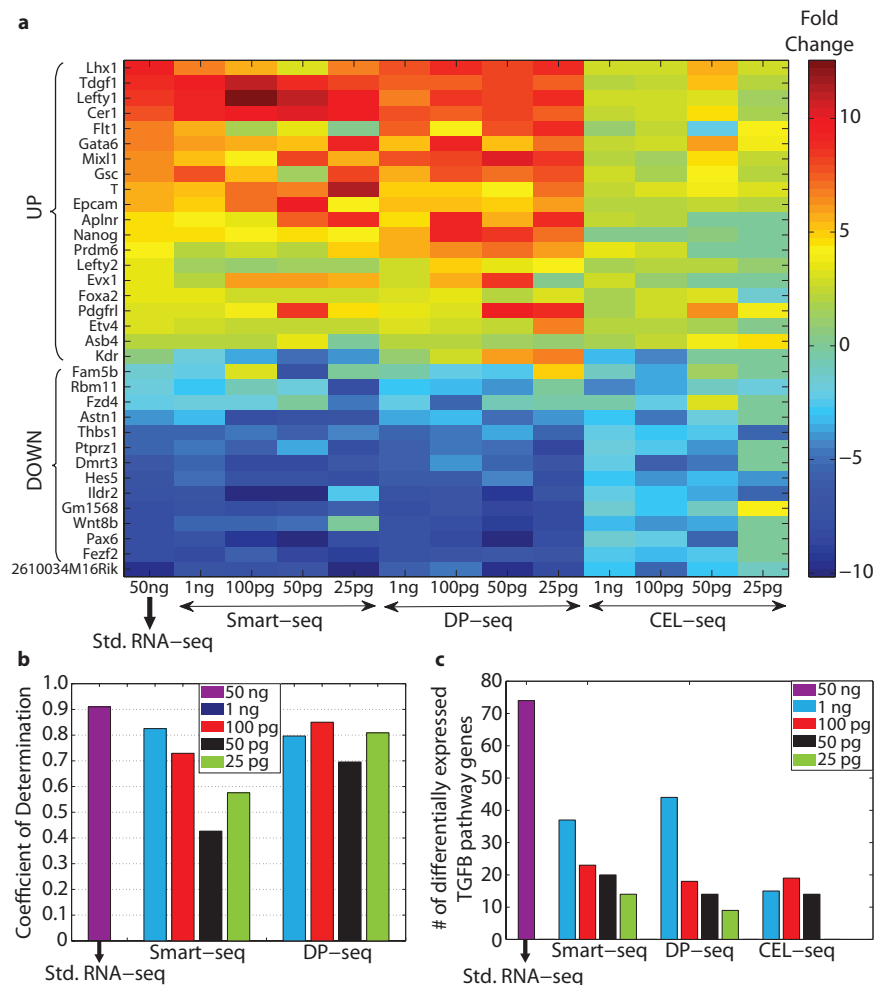 a
Fold
Change
UP
DOWN
Lhx1
Tdgf1
Lefty1
Cer1
Flt1
Gata6
Mixl1
Gsc
T
Epcam
Aplnr
Nanog
Prdm6
Lefty2
Evx1
Foxa2
Pdgfrl
Etv4
Asb4
Kdr
Fam5b
Rbm11
Fzd4
Astn1
Thbs1
Ptprz1
Dmrt3
Hes5
Ildr2
Gm1568
Wnt8b
Pax6
Fezf2
2610034M16Rik
10
5
0
−5
−10
50ng 1ng 100pg 50pg 25pg 1ng 100pg 50pg 25pg 1ng 100pg 50pg 25pg
Std. RNA−seq
Smart−seq DP−seq CEL−seq
b
Coefficient of Determination
1.0
0.9
0.8
0.7
0.6
0.5
0.4
0.3
0.2
0.1
0
50 ng
1 ng
100 pg
50 pg
25 pg
Smart−seq DP−seq
Std. RNA−seq
c
# of differentially expressed
TGFB pathway genes
80
70
60
50
40
30
20
10
0
50 ng
1 ng
100 pg
50 pg
25 pg
Smart−seq DP−seq CEL−seq
Std. RNA−seq